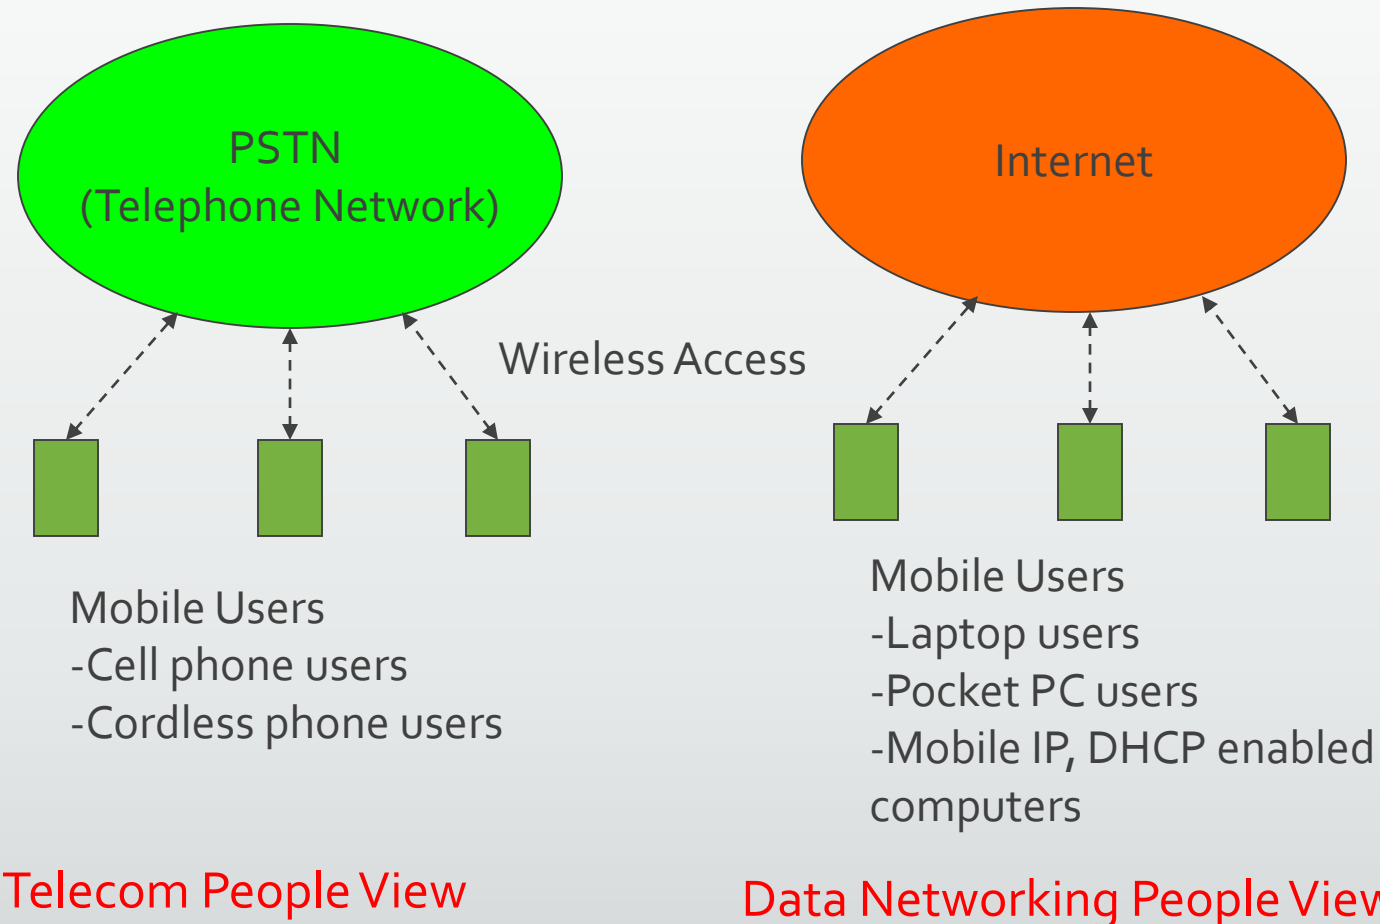 PSTN
(Telephone Network)
Internet
Wireless Access
Mobile Users
-Cell phone users
-Cordless phone users
Mobile Users
-Laptop users
-Pocket PC users
-Mobile IP, DHCP enabled
computers
Telecom People View
Data Networking People View